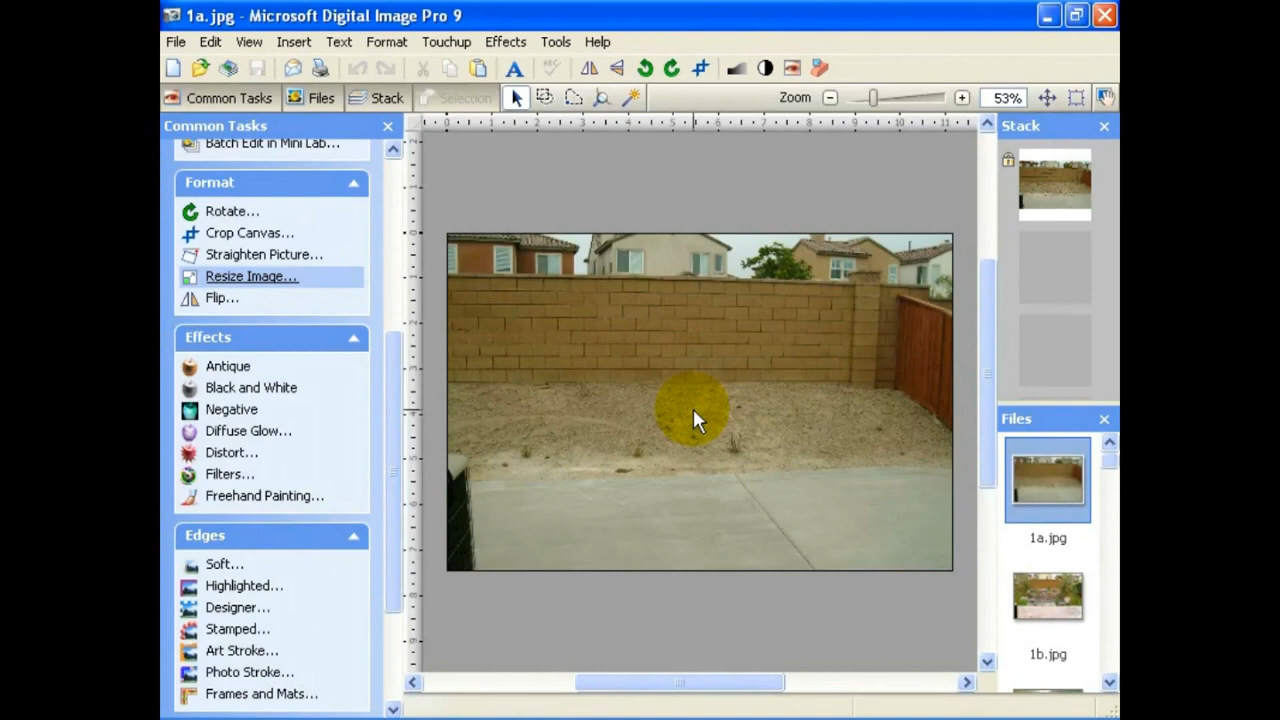 1a.jpg - Microsoft Digital Image Pro 9
File Edit View Insert Text Format Touchup Effects Tools Help
Common Tasks Files Stack Selection Zoom 53%
Common Tasks
Batch Edit in Mini Lab...
Format
Rotate...
Crop Canvas...
Straighten Picture...
Resize Image...
Flip...
Effects
Antique
Black and White
Negative
Diffuse Glow...
Distort...
Filters...
Freehand Painting...
Edges
Soft...
Highlighted...
Designer...
Stamped...
Art Stroke...
Photo Stroke...
Frames and Mats...
Stack
Files
1a.jpg
1b.jpg